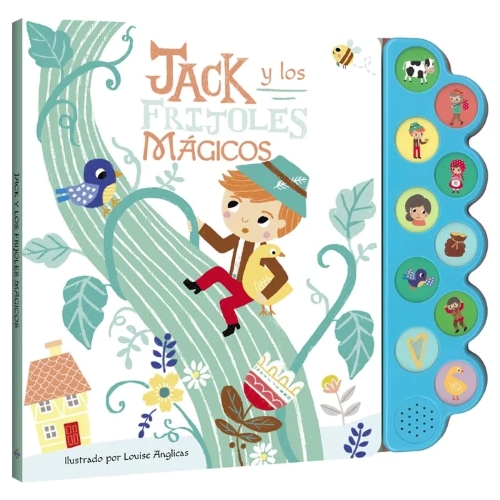 JACK y los
FRIJOLES
MÁGICOS
JACK Y LOS FRIJOLES MÁGICOS
Ilustrado por Louise Anglicas